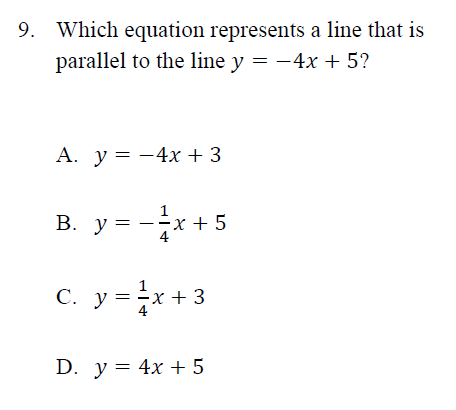 9. Which equation represents a line that is
parallel to the line y = −4x + 5?
A. y = −4x + 3
B. y = −1/4x + 5
C. y = 1/4x + 3
D. y = 4x + 5